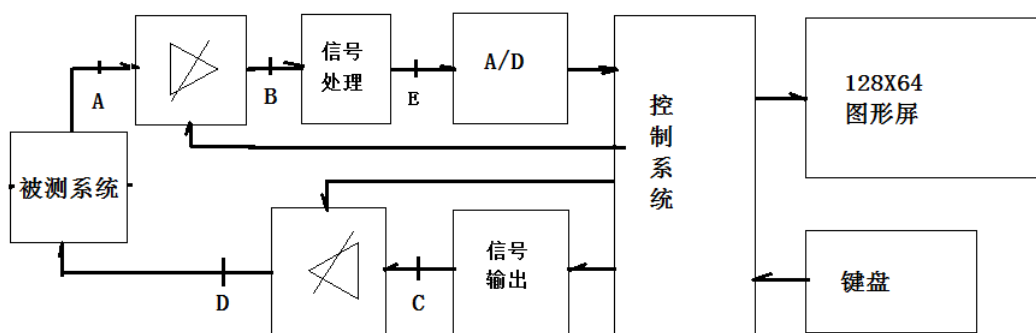 信号
处理
A/D
128X64
图形屏
A
B
E
控
制
系
统
被测系统
信号
输出
键盘
D
C